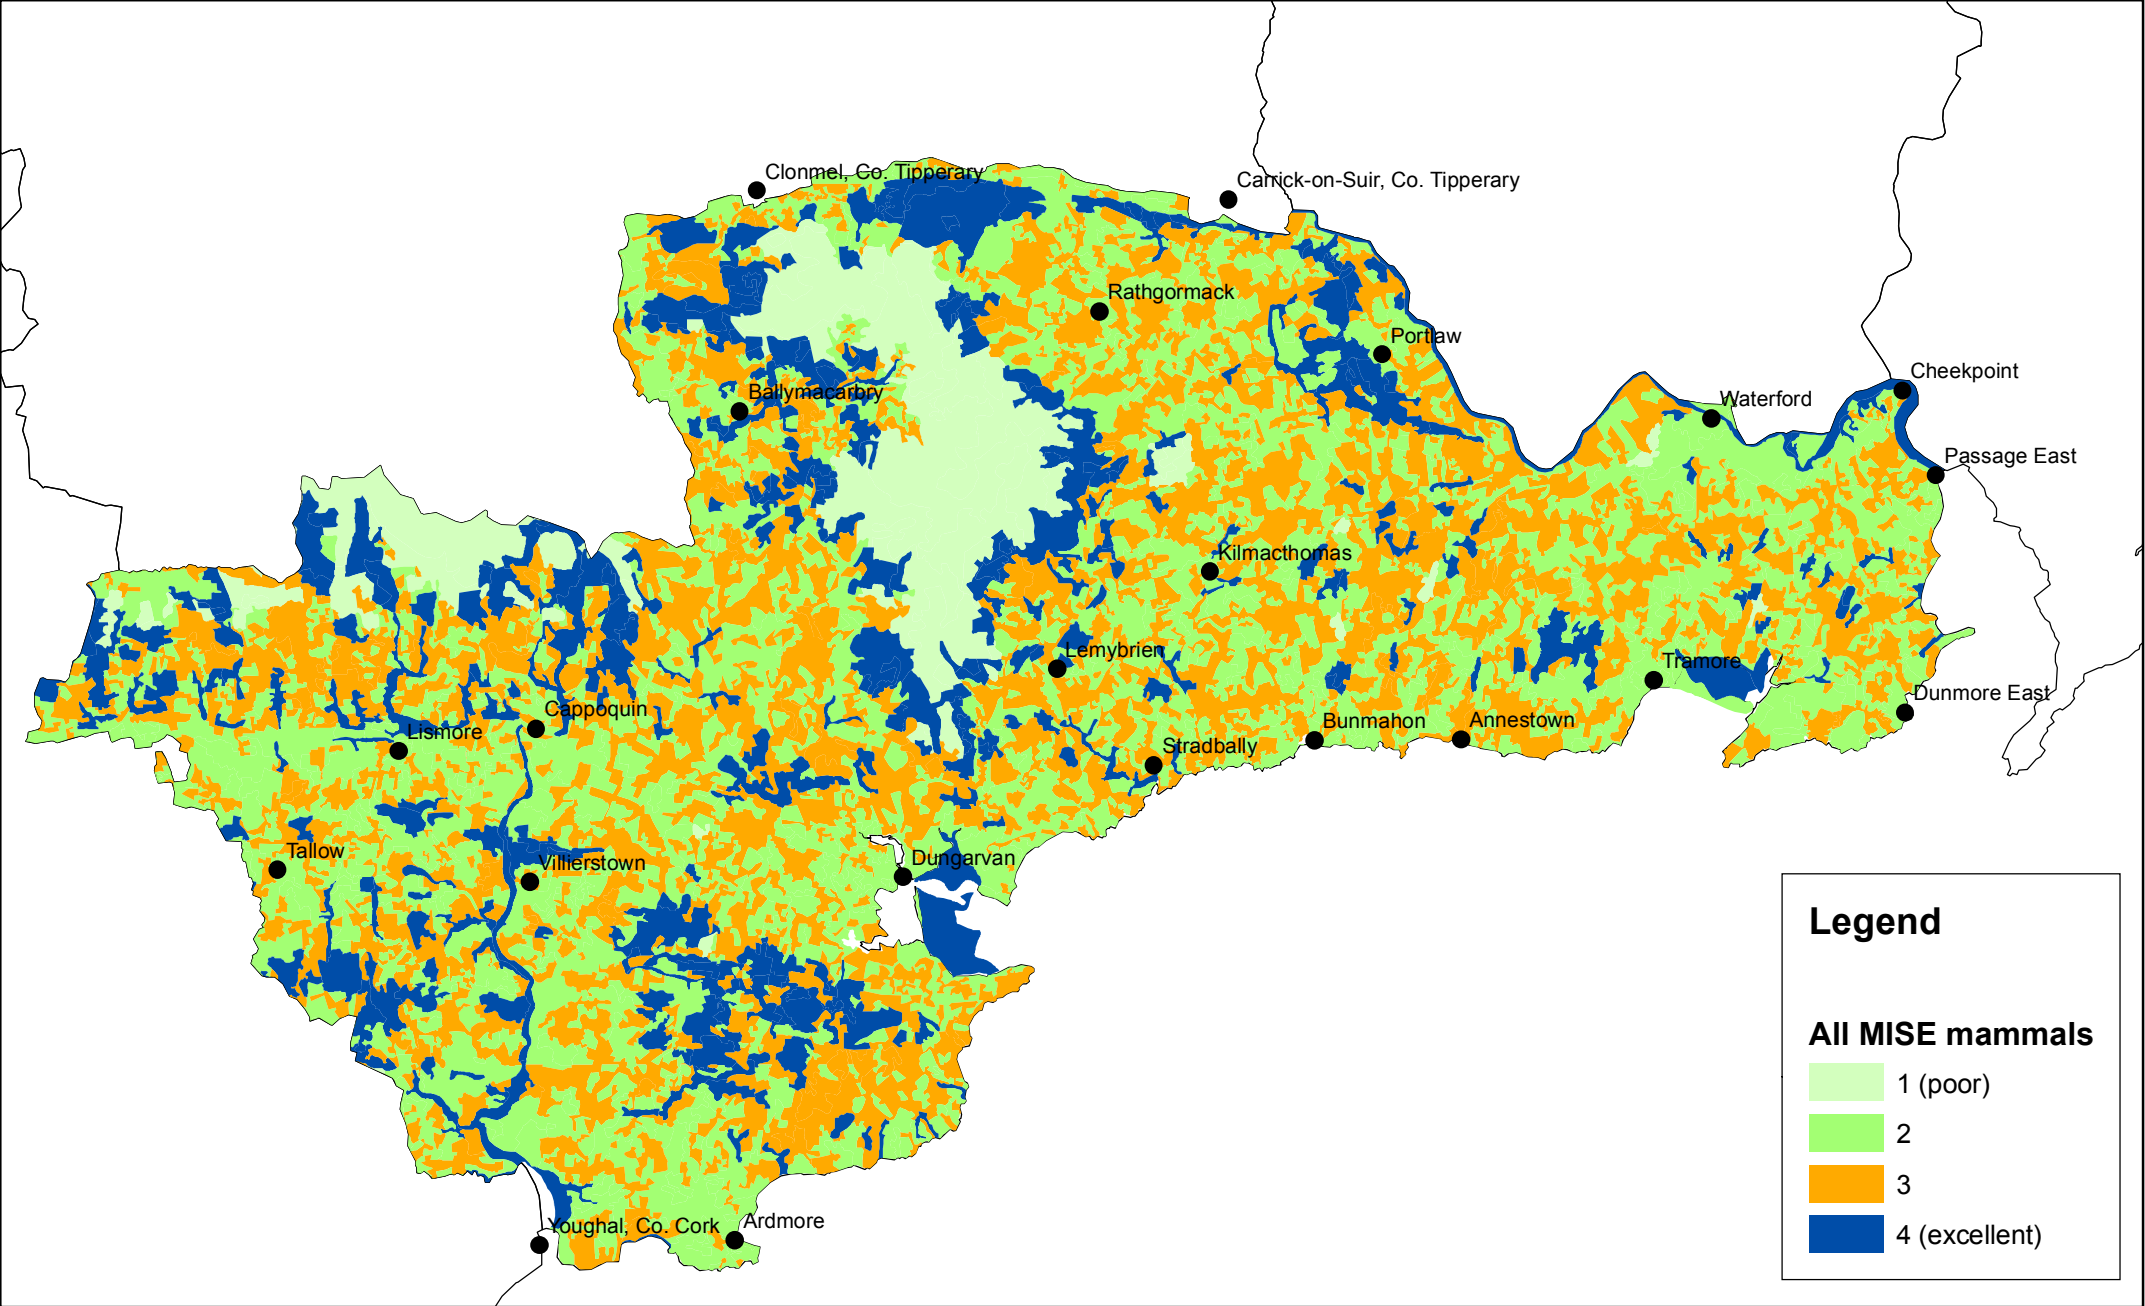 Clonmel, Co. Tipperary
Carrick-on-Suir, Co. Tipperary
Rathgormack
Portlaw
Cheekpoint
Ballymacarbry
Waterford
Passage East
Kilmacthomas
Lemybrien
Tramore
Dunmore East
Cappoquin
Bunmahon
Annestown
Lismore
Stradbally
Tallow
Villierstown
Dungarvan
Youghal, Co. Cork
Ardmore
Legend
All MISE mammals
1 (poor)
2
3
4 (excellent)